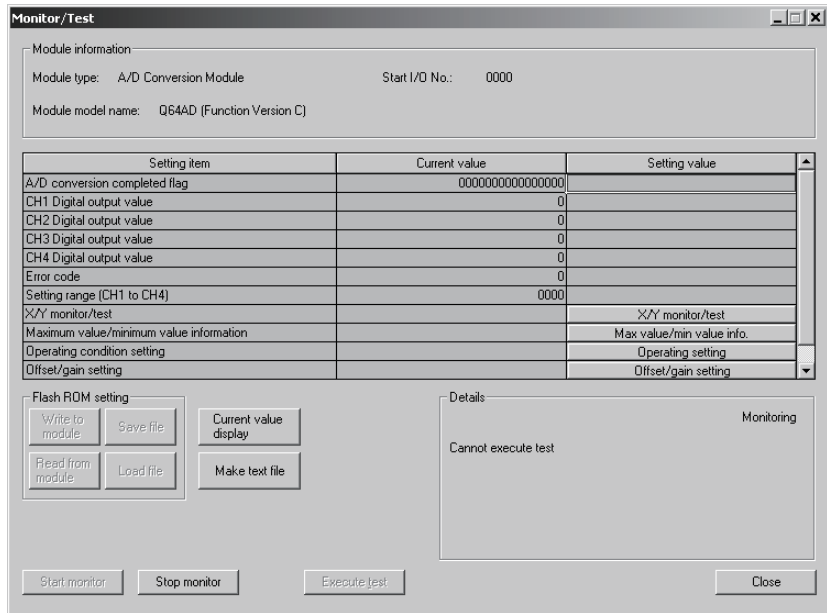 Monitor/Test
Module information
Module type: A/D Conversion Module Start I/O No.: 0000
Module model name: Q64AD (Function Version C)
Setting item Current value Setting value
A/D conversion completed flag 0000000000000000
CH1 Digital output value 0
CH2 Digital output value 0
CH3 Digital output value 0
CH4 Digital output value 0
Error code 0
Setting range (CH1 to CH4) 0000
X/Y monitor/test X/Y monitor/test
Maximum value/minimum value information Max value/min value info.
Operating condition setting Operating setting
Offset/gain setting Offset/gain setting
Flash ROM setting
Write to
module
Save file
Current value
display
Read from
module
Load file
Make text file
Details
Monitoring
Cannot execute test
Start monitor Stop monitor Execute test Close